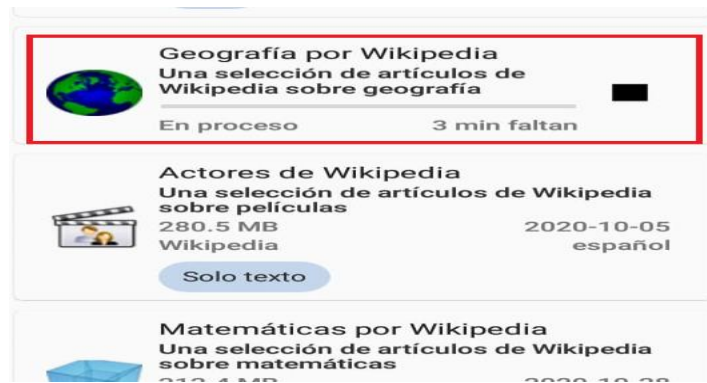 Geografía por Wikipedia
Una selección de artículos de
Wikipedia sobre geografía
En proceso 3 min faltan
Actores de Wikipedia
Una selección de artículos de Wikipedia
sobre películas
280.5 MB 2020-10-05
Wikipedia español
Solo texto
Matemáticas por Wikipedia
Una selección de artículos de Wikipedia
sobre matemáticas